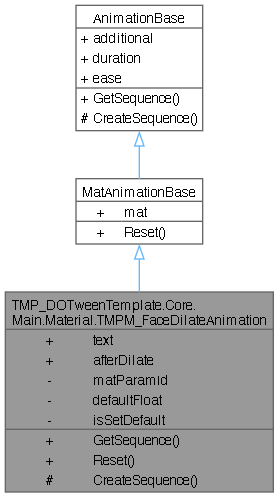 AnimationBase
+ additional
+ duration
+ ease
+ GetSequence()
# CreateSequence()
MatAnimationBase
+ mat
+ Reset()
TMP_DOTweenTemplate.Core.
Main.Material.TMPM_FaceDilateAnimation
+ text
+ afterDilate
- matParamId
- defaultFloat
- isSetDefault
+ GetSequence()
+ Reset()
# CreateSequence()